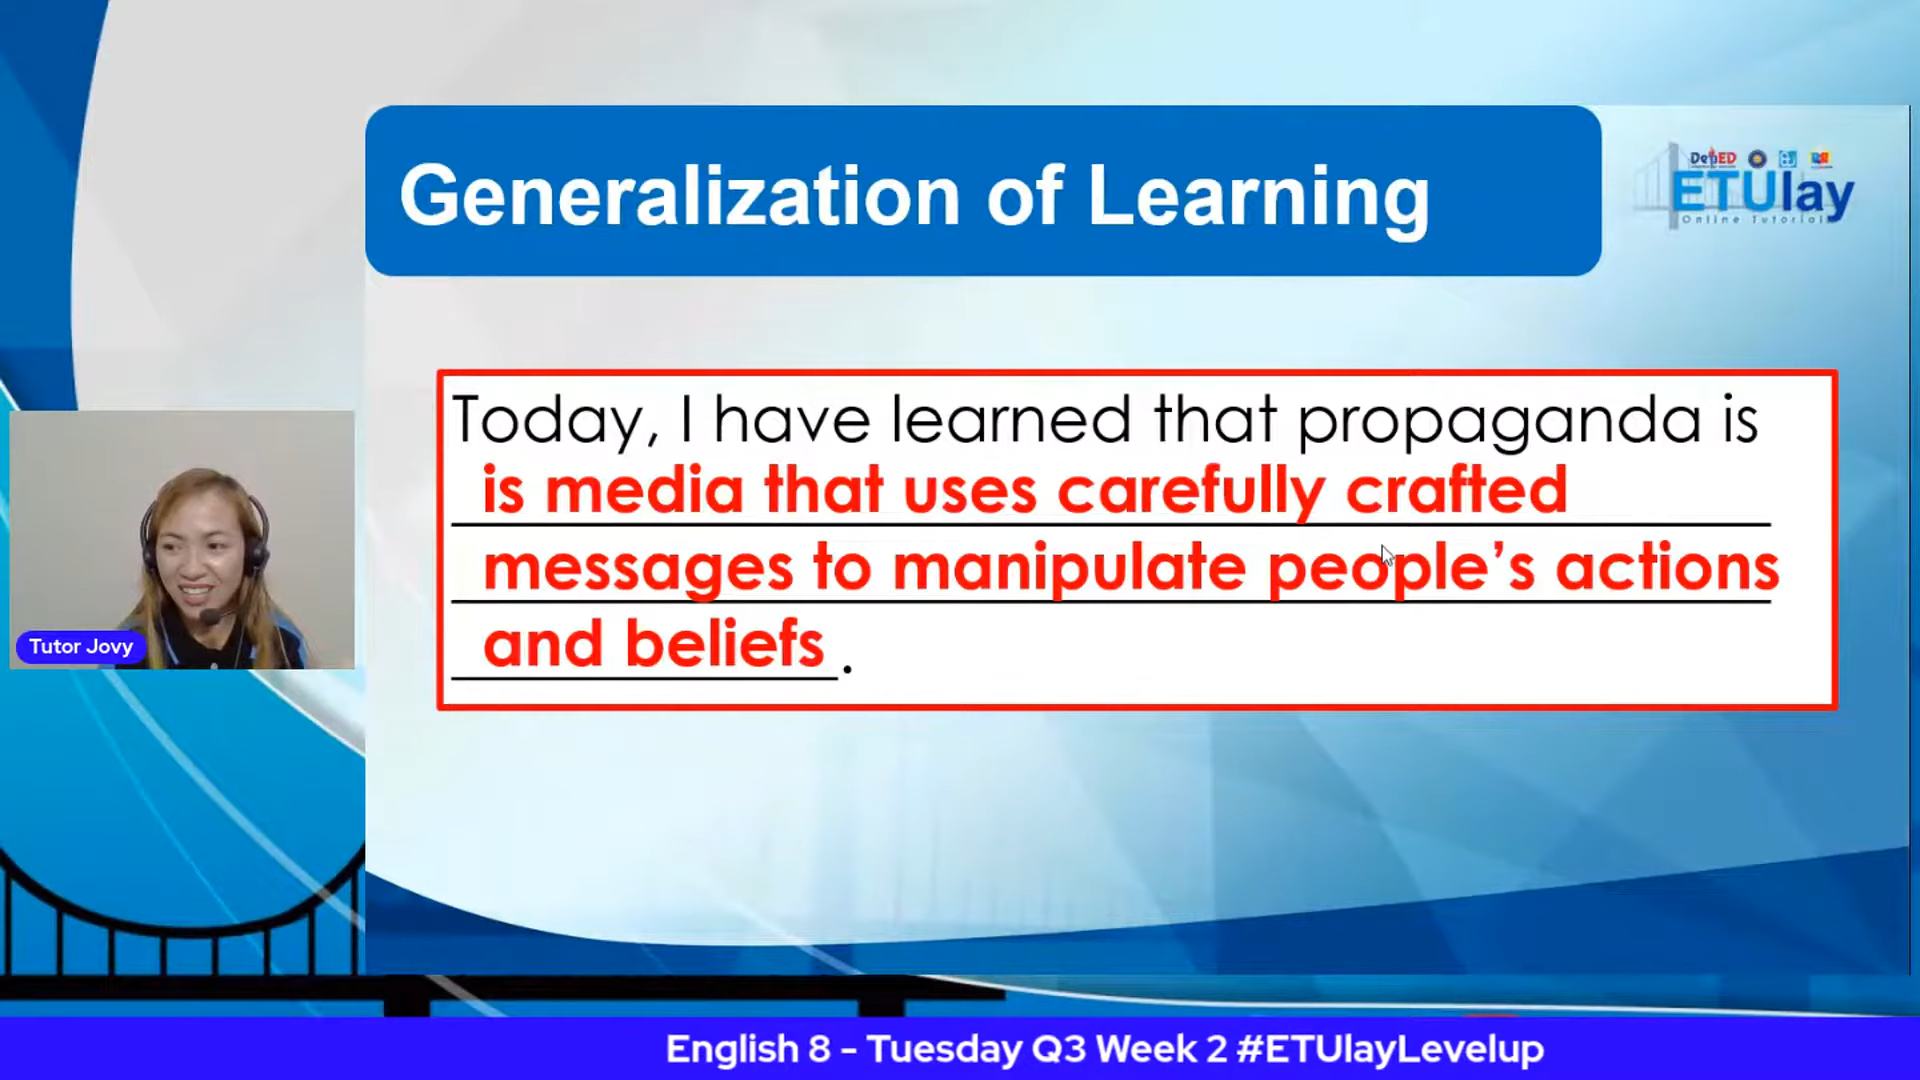 Generalization of Learning
DepED
ETUlay
Online Tutorial
Today, I have learned that propaganda is
is media that uses carefully crafted
messages to manipulate people’s actions
and beliefs.
Tutor Jovy
English 8 - Tuesday Q3 Week 2 #ETUlayLevelup